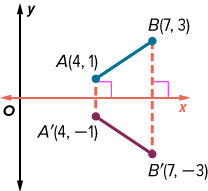 y
B(7, 3)
A(4, 1)
O
x
A′(4, −1)
B′(7, −3)